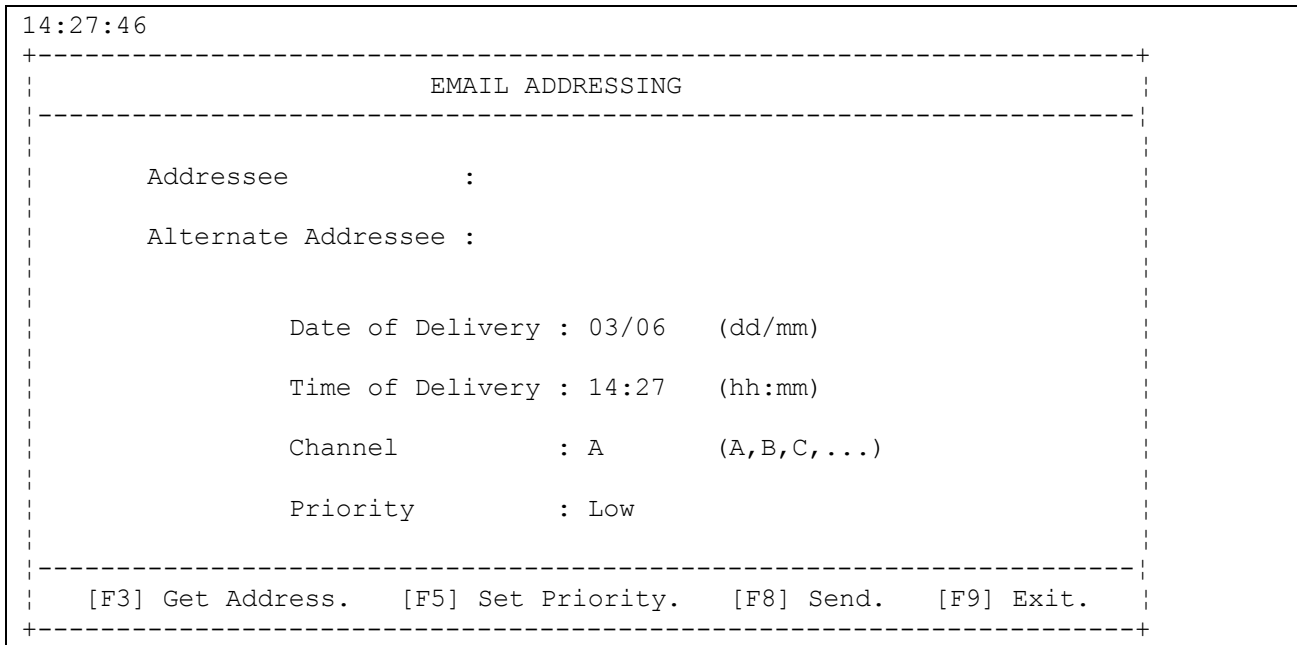 14:27:46
EMAIL ADDRESSING
Addressee :
Alternate Addressee :
Date of Delivery : 03/06 (dd/mm)
Time of Delivery : 14:27 (hh:mm)
Channel : A (A,B,C,...)
Priority : Low
[F3] Get Address. [F5] Set Priority. [F8] Send. [F9] Exit.